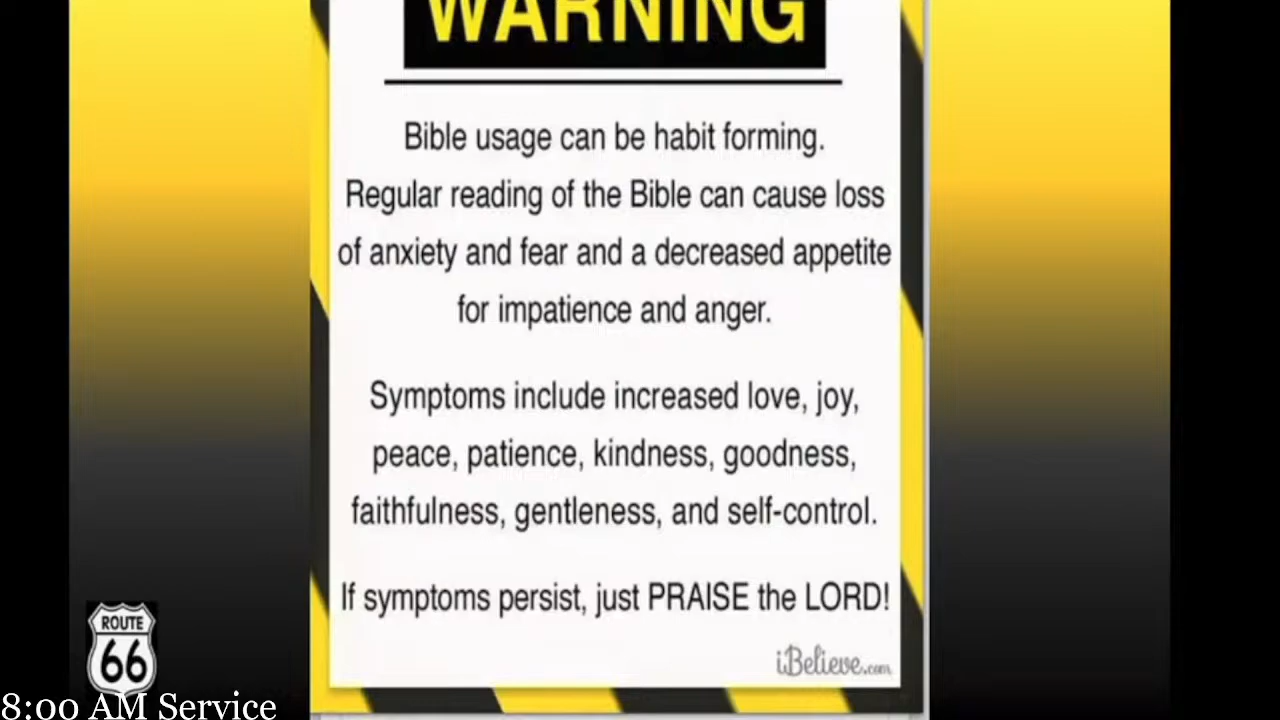 WARNING
Bible usage can be habit forming.
Regular reading of the Bible can cause loss
of anxiety and fear and a decreased appetite
for impatience and anger.
Symptoms include increased love, joy,
peace, patience, kindness, goodness,
faithfulness, gentleness, and self-control.
If symptoms persist, just PRAISE the LORD!
iBelieve.com
ROUTE
66
8:00 AM Service